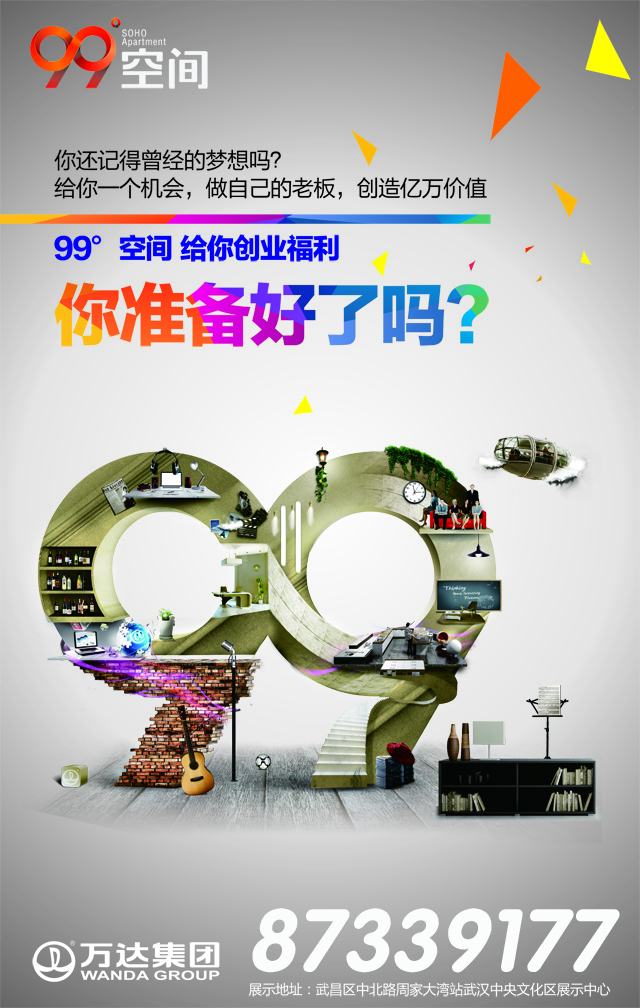 99°
SOHO
Apartment
空间
你还记得曾经的梦想吗?
给你一个机会，做自己的老板，创造亿万价值
99°空间 给你创业福利
你准备好了吗?
Thinking
万达集团
WANDA GROUP
87339177
展示地址：武昌区中北路周家大湾站武汉中央文化区展示中心